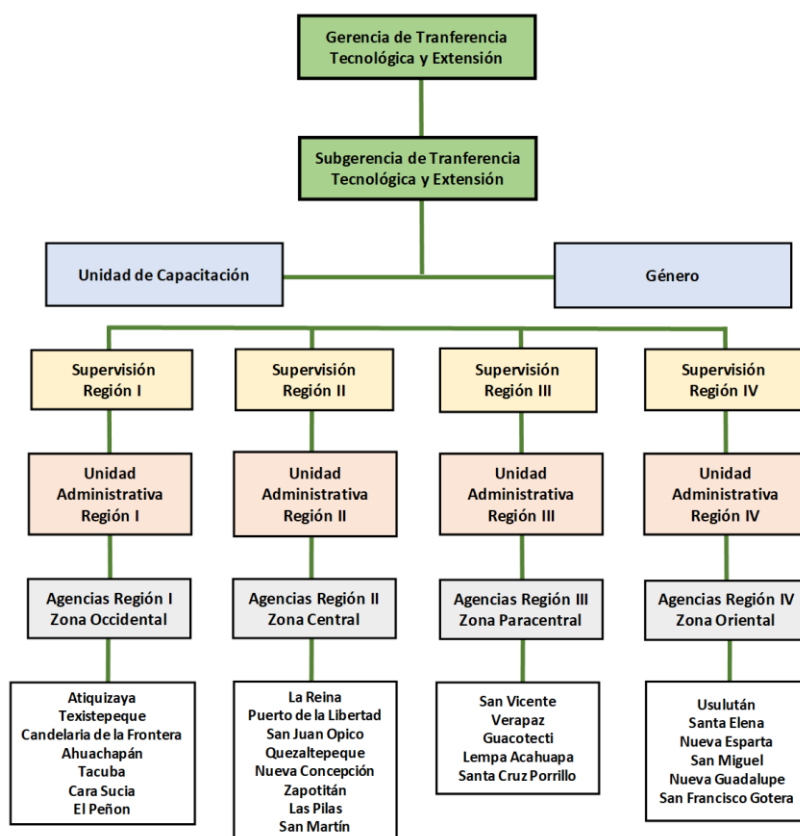 Gerencia de Tranferencia
Tecnológica y Extensión
Subgerencia de Tranferencia
Tecnológica y Extensión
Unidad de Capacitación
Género
Supervisión
Región I
Supervisión
Región II
Supervisión
Región III
Supervisión
Región IV
Unidad
Administrativa
Región I
Unidad
Administrativa
Región II
Unidad
Administrativa
Región III
Unidad
Administrativa
Región IV
Agencias Región I
Zona Occidental
Agencias Región II
Zona Central
Agencias Región III
Zona Paracentral
Agencias Región IV
Zona Oriental
Atiquizaya
Texistepeque
Candelaria de la Frontera
Ahuachapán
Tacuba
Cara Sucia
El Peñon
La Reina
Puerto de la Libertad
San Juan Opico
Quezaltepeque
Nueva Concepción
Zapotitán
Las Pilas
San Martín
San Vicente
Verapaz
Guacotecti
Lempa Acahuapa
Santa Cruz Porrillo
Usulután
Santa Elena
Nueva Esparta
San Miguel
Nueva Guadalupe
San Francisco Gotera